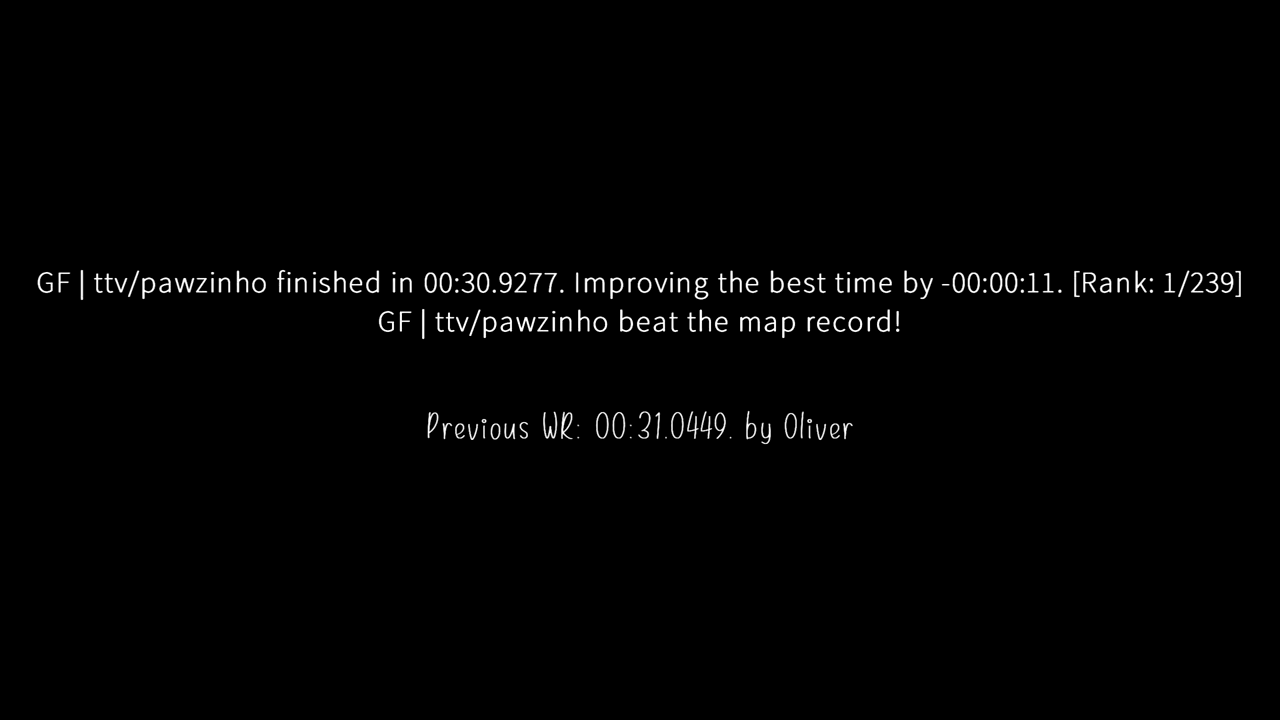 GF | ttv/pawzinho finished in 00:30.9277. Improving the best time by -00:00:11. [Rank: 1/239]
GF | ttv/pawzinho beat the map record!
Previous WR: 00:31.0449. by Oliver